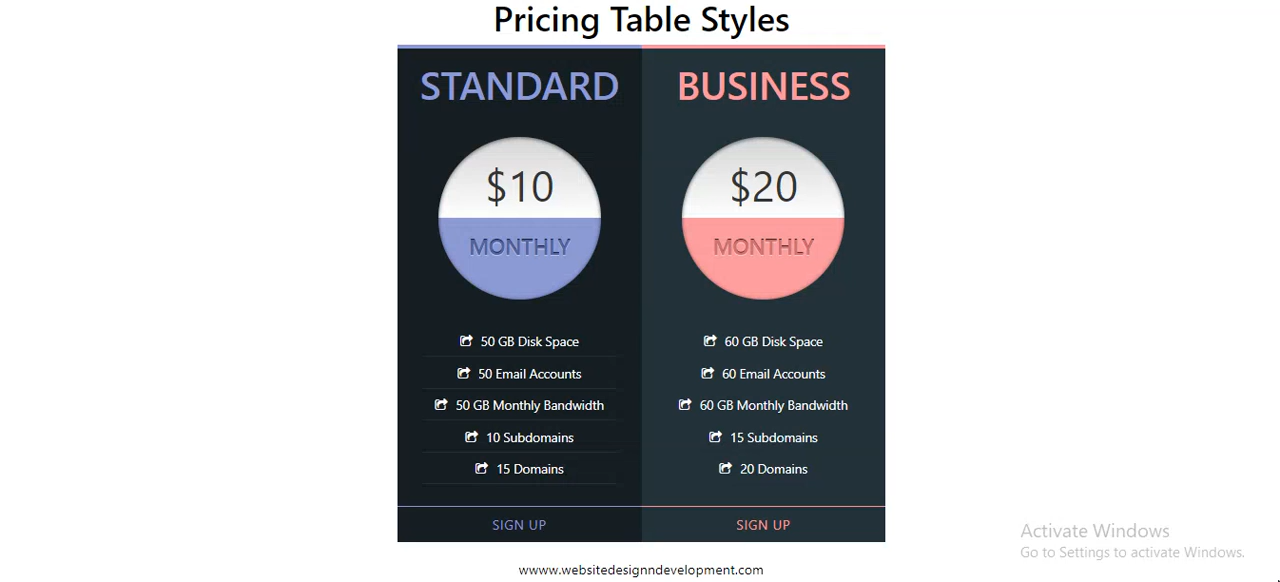 Pricing Table Styles
STANDARD
$10
MONTHLY
50 GB Disk Space
50 Email Accounts
50 GB Monthly Bandwidth
10 Subdomains
15 Domains
SIGN UP
BUSINESS
$20
MONTHLY
60 GB Disk Space
60 Email Accounts
60 GB Monthly Bandwidth
15 Subdomains
20 Domains
SIGN UP
wwww.websitedesignndevelopment.com
Activate Windows
Go to Settings to activate Windows.